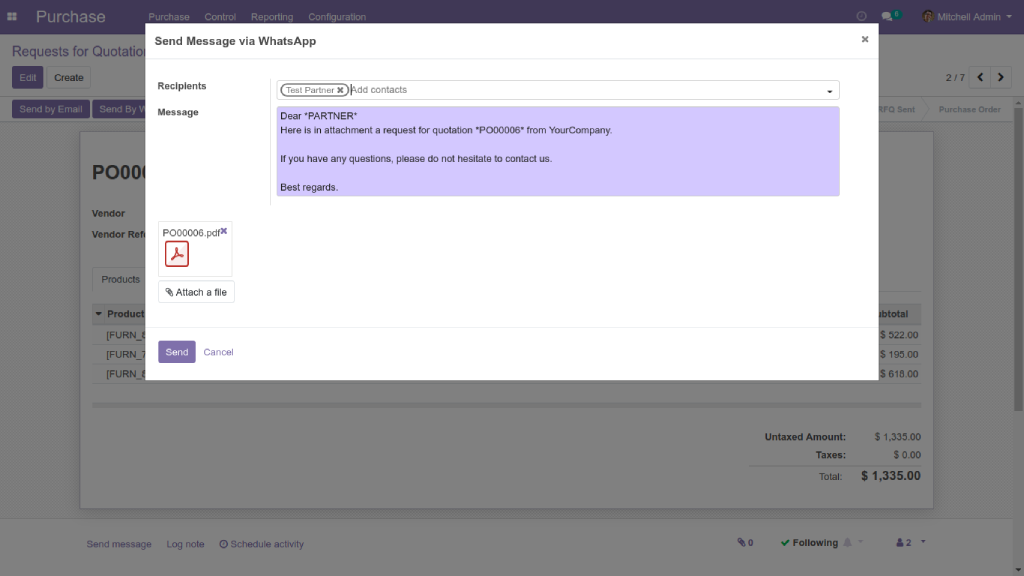 Purchase
Purchase Control Reporting Configuration
6
Mitchell Admin
Send Message via WhatsApp
Requests for Quotation
Edit Create
2 / 7
Send by Email Send By
RFQ Sent Purchase Order
Recipients
Test Partner Add contacts
Message
Dear *PARTNER*
Here is in attachment a request for quotation *PO00006* from YourCompany.
If you have any questions, please do not hesitate to contact us.
Best regards.
Vendor
PO00006.pdf
Attach a file
Products
Product
[FURN_
$ 522.00
[FURN_
$ 195.00
[FURN_
$ 618.00
Send Cancel
Untaxed Amount: $ 1,335.00
Taxes: $ 0.00
Total: $ 1,335.00
Send message Log note Schedule activity
0 Following 2